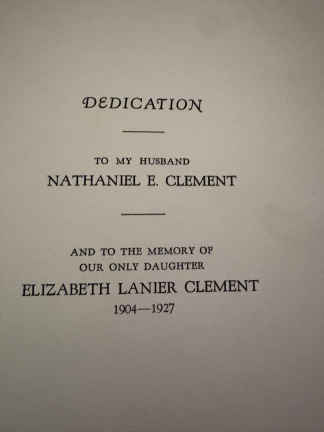 DEDICATION
TO MY HUSBAND
NATHANIEL E. CLEMENT
AND TO THE MEMORY OF
OUR ONLY DAUGHTER
ELIZABETH LANIER CLEMENT
1904—1927